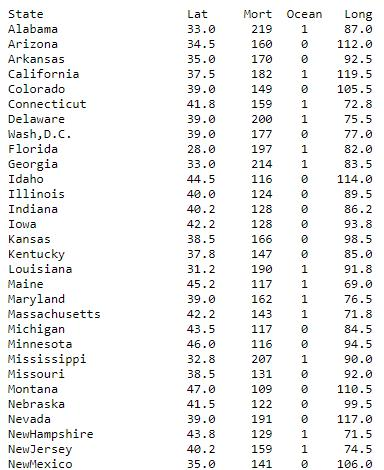 State Lat Mort Ocean Long
Alabama 33.0 219 1 87.0
Arizona 34.5 160 0 112.0
Arkansas 35.0 170 0 92.5
California 37.5 182 1 119.5
Colorado 39.0 149 0 105.5
Connecticut 41.8 159 1 72.8
Delaware 39.0 200 1 75.5
Wash,D.C. 39.0 177 0 77.0
Florida 28.0 197 1 82.0
Georgia 33.0 214 1 83.5
Idaho 44.5 116 0 114.0
Illinois 40.0 124 0 89.5
Indiana 40.2 128 0 86.2
Iowa 42.2 128 0 93.8
Kansas 38.5 166 0 98.5
Kentucky 37.8 147 0 85.0
Louisiana 31.2 190 1 91.8
Maine 45.2 117 1 69.0
Maryland 39.0 162 1 76.5
Massachusetts 42.2 143 1 71.8
Michigan 43.5 117 0 84.5
Minnesota 46.0 116 0 94.5
Mississippi 32.8 207 1 90.0
Missouri 38.5 131 0 92.0
Montana 47.0 109 0 110.5
Nebraska 41.5 122 0 99.5
Nevada 39.0 191 0 117.0
NewHampshire 43.8 129 1 71.5
NewJersey 40.2 159 1 74.5
NewMexico 35.0 141 0 106.0